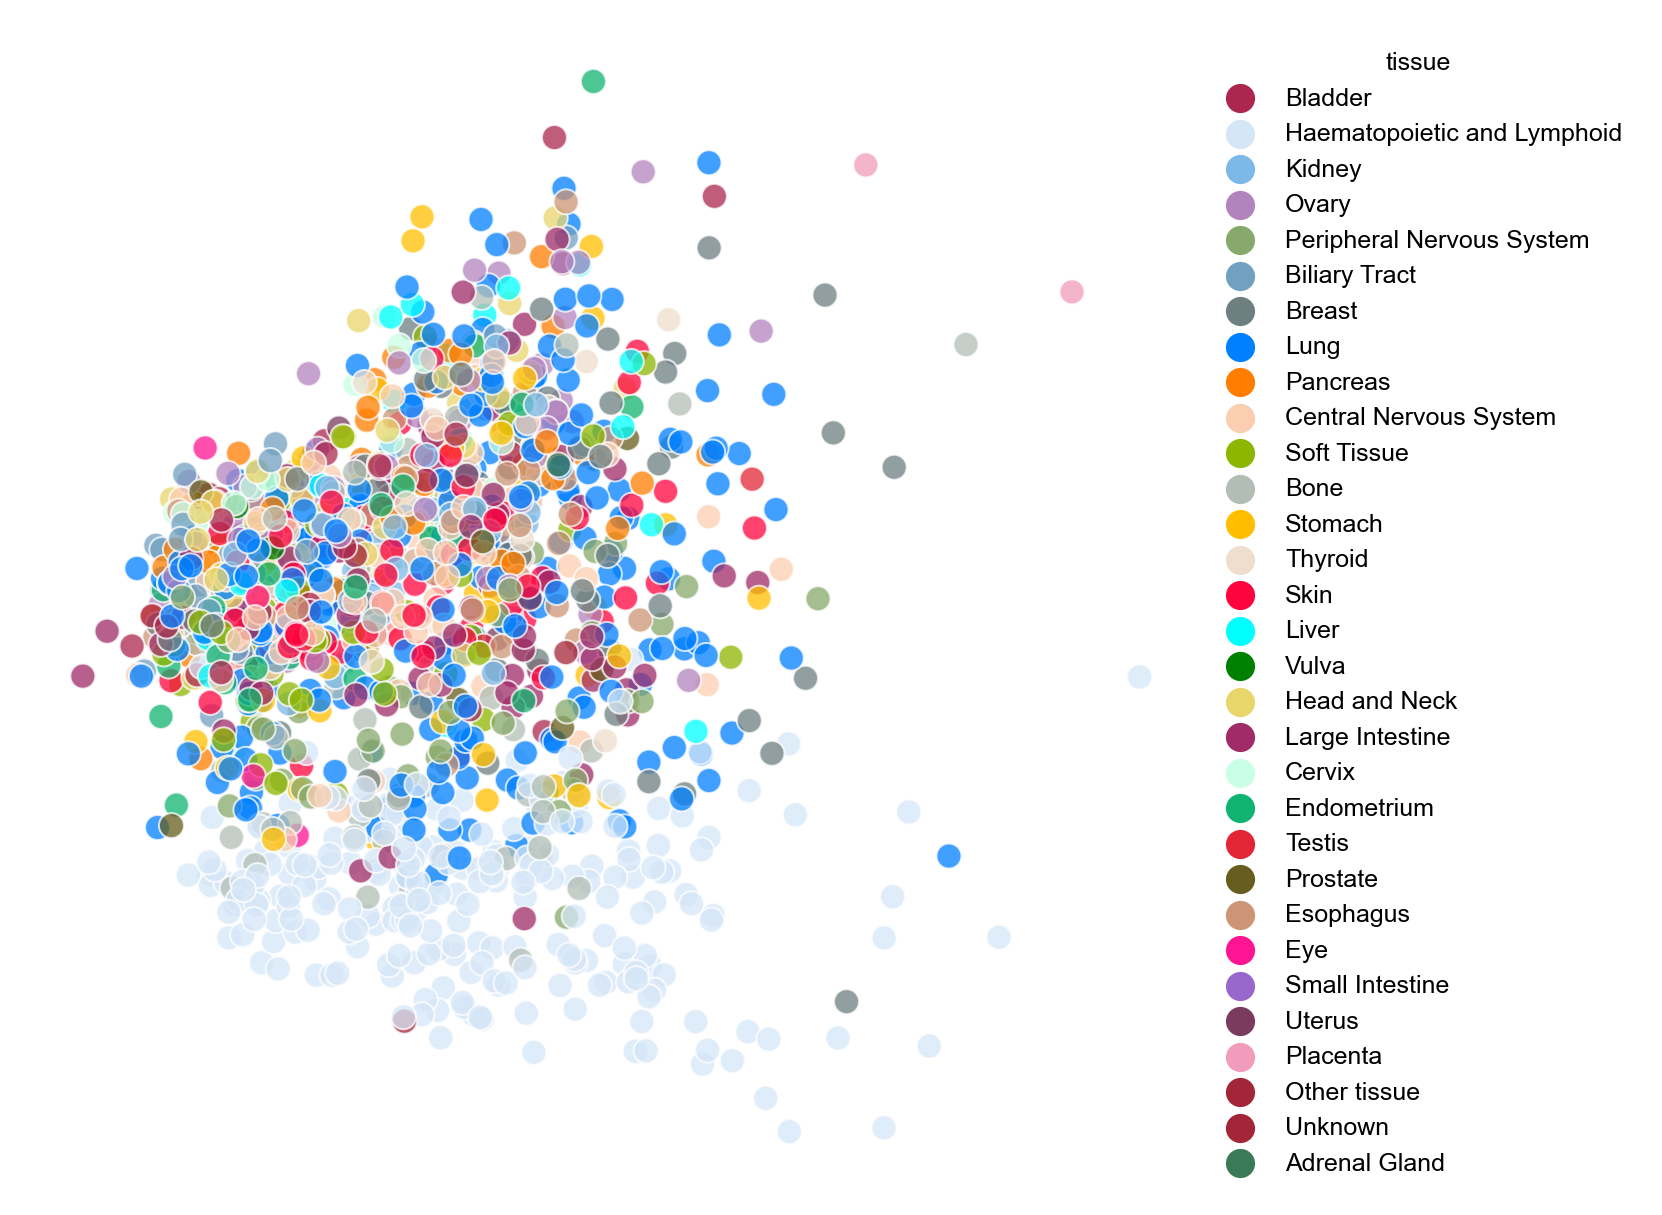 tissue
Bladder
Haematopoietic and Lymphoid
Kidney
Ovary
Peripheral Nervous System
Biliary Tract
Breast
Lung
Pancreas
Central Nervous System
Soft Tissue
Bone
Stomach
Thyroid
Skin
Liver
Vulva
Head and Neck
Large Intestine
Cervix
Endometrium
Testis
Prostate
Esophagus
Eye
Small Intestine
Uterus
Placenta
Other tissue
Unknown
Adrenal Gland